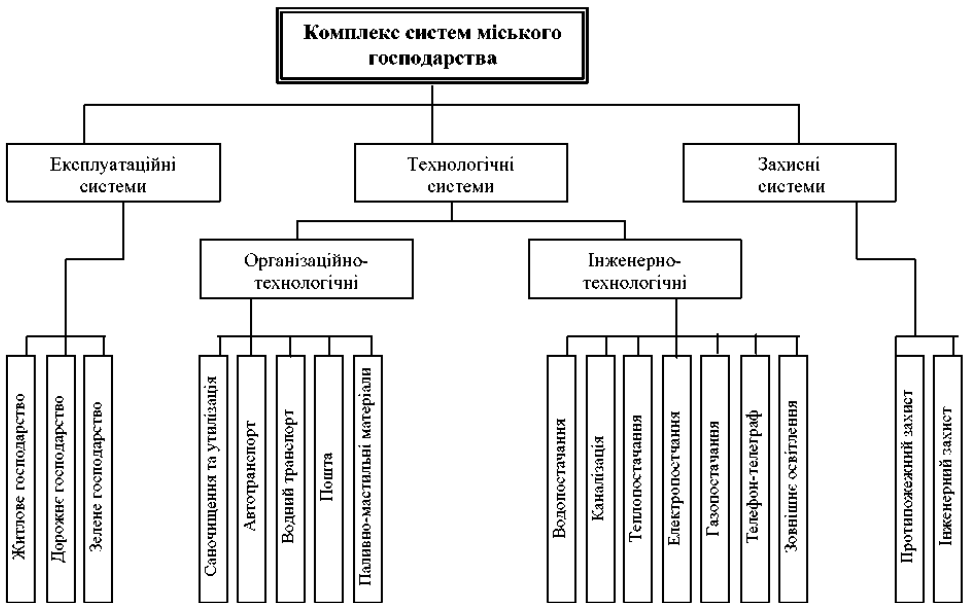 Комплекс систем міського
господарства
Експлуатаційні
системи
Технологічні
системи
Захисні
системи
Організаційно-
технологічні
Інженерно-
технологічні
Житлове господарство
Дорожнє господарство
Зелене господарство
Саночищення та утилізація
Автотранспорт
Водний транспорт
Пошта
Паливно-мастильні матеріали
Водопостачання
Каналізація
Теплопостачання
Електропостчання
Газопостачання
Телефон-телеграф
Зовнішнє освітлення
Протипожежний захист
Інженерний захист